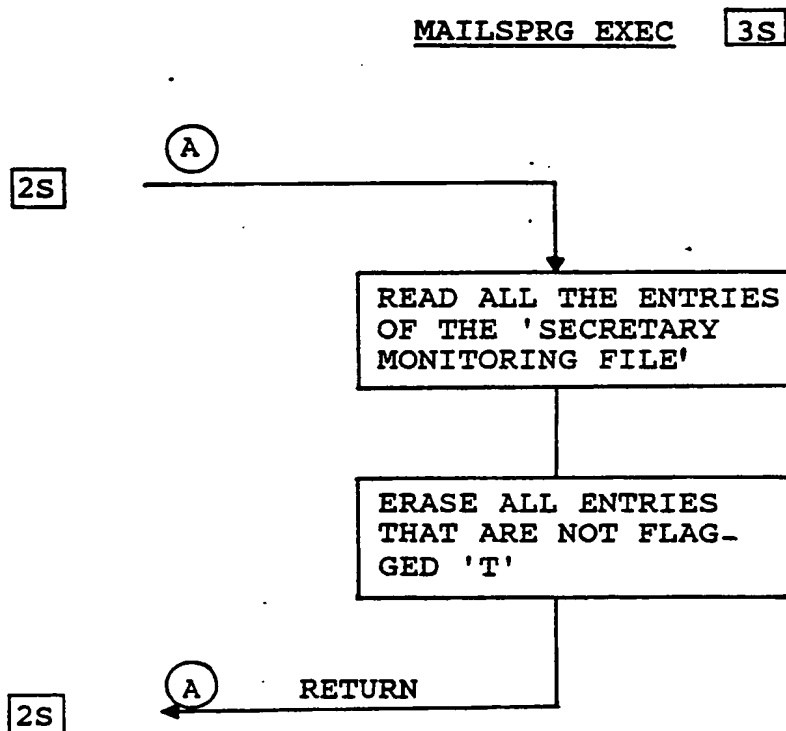 MAILSPRG EXEC 3S
A
2S
READ ALL THE ENTRIES
OF THE 'SECRETARY
MONITORING FILE'
ERASE ALL ENTRIES
THAT ARE NOT FLAG-
GED 'T'
A RETURN
2S